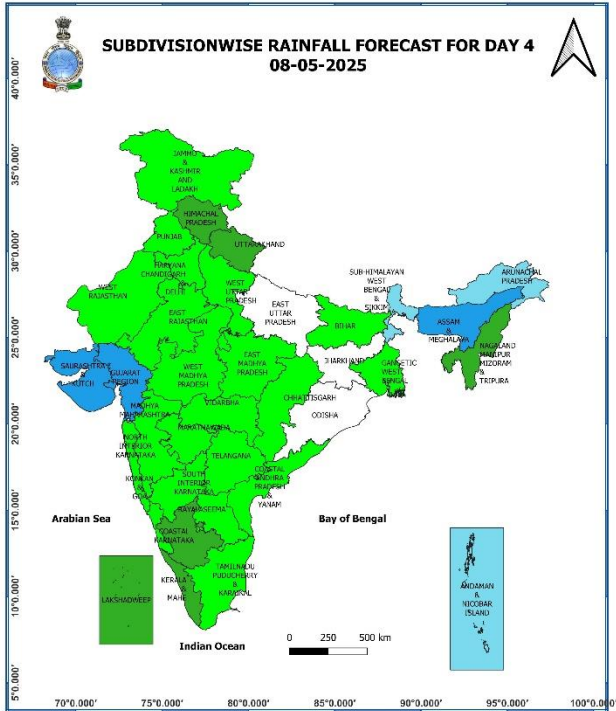 SUBDIVISIONWISE RAINFALL FORECAST FOR DAY 4
08-05-2025
40°0.000'
35°0.000'
30°0.000'
25°0.000'
20°0.000'
15°0.000'
10°0.000'
5°0.000'
JAMMU
&
KASHMIR
AND
LADAKH
HIMACHAL
PRADESH
PUNJAB
UTTARAKHAND
HARYANA
CHANDIGARH
DELHI
WEST
UTTAR
PRADESH
WEST
RAJASTHAN
EAST
RAJASTHAN
EAST
UTTAR
PRADESH
SUB-HIMALAYAN
WEST
BENGAL
&
SIKKIM
ARUNACHAL
PRADESH
ASSAM
&
MEGHALAYA
NAGALAND
MANIPUR
MIZORAM
&
TRIPURA
BIHAR
JHARKHAND
GANGETIC
WEST
BENGAL
SAURASHTRA
&
KUTCH
GUJARAT
REGION
WEST
MADHYA
PRADESH
EAST
MADHYA
PRADESH
CHHATTISGARH
ODISHA
MADHYA
MAHARASHTRA
VIDARBHA
MARATHAWADA
NORTH
INTERIOR
KARNATAKA
TELANGANA
KONKAN
&
GOA
SOUTH
INTERIOR
KARNATAKA
COASTAL
ANDHRA
PRADESH
&
YANAM
RAYALASEEMA
COASTAL
KARNATAKA
TAMILNADU
PUDUCHERRY
&
KARAIKAL
KERALA
&
MAHE
LAKSHADWEEP
ANDAMAN
&
NICOBAR
ISLAND
Arabian Sea
Bay of Bengal
Indian Ocean
0 250 500 km
70°0.000' 75°0.000' 80°0.000' 85°0.000' 90°0.000' 95°0.000' 100°0.000'